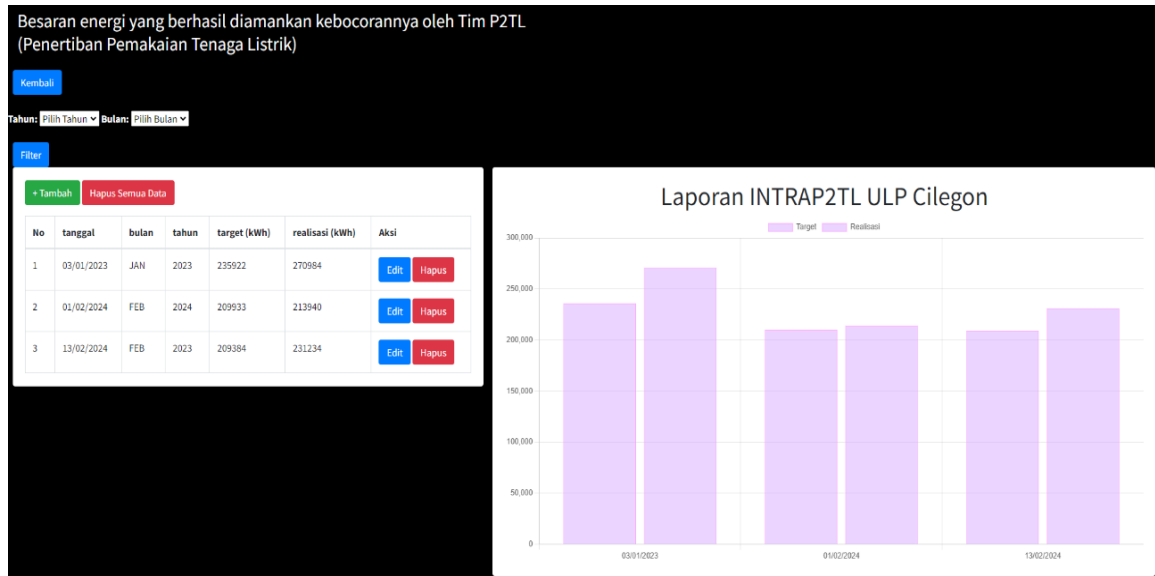 Besaran energi yang berhasil diamankan kebocorannya oleh Tim P2TL
(Penertiban Pemakaian Tenaga Listrik)
Kembali
Tahun: Pilih Tahun Bulan: Pilih Bulan
Filter
+ Tambah Hapus Semua Data
No tanggal bulan tahun target (kWh) realisasi (kWh) Aksi
1 03/01/2023 JAN 2023 235922 270984 Edit Hapus
2 01/02/2024 FEB 2024 209933 213940 Edit Hapus
3 13/02/2024 FEB 2023 209384 231234 Edit Hapus
Laporan INTRAP2TL ULP Cilegon
Target Realisasi
300,000
250,000
200,000
150,000
100,000
50,000
0
03/01/2023 01/02/2024 13/02/2024